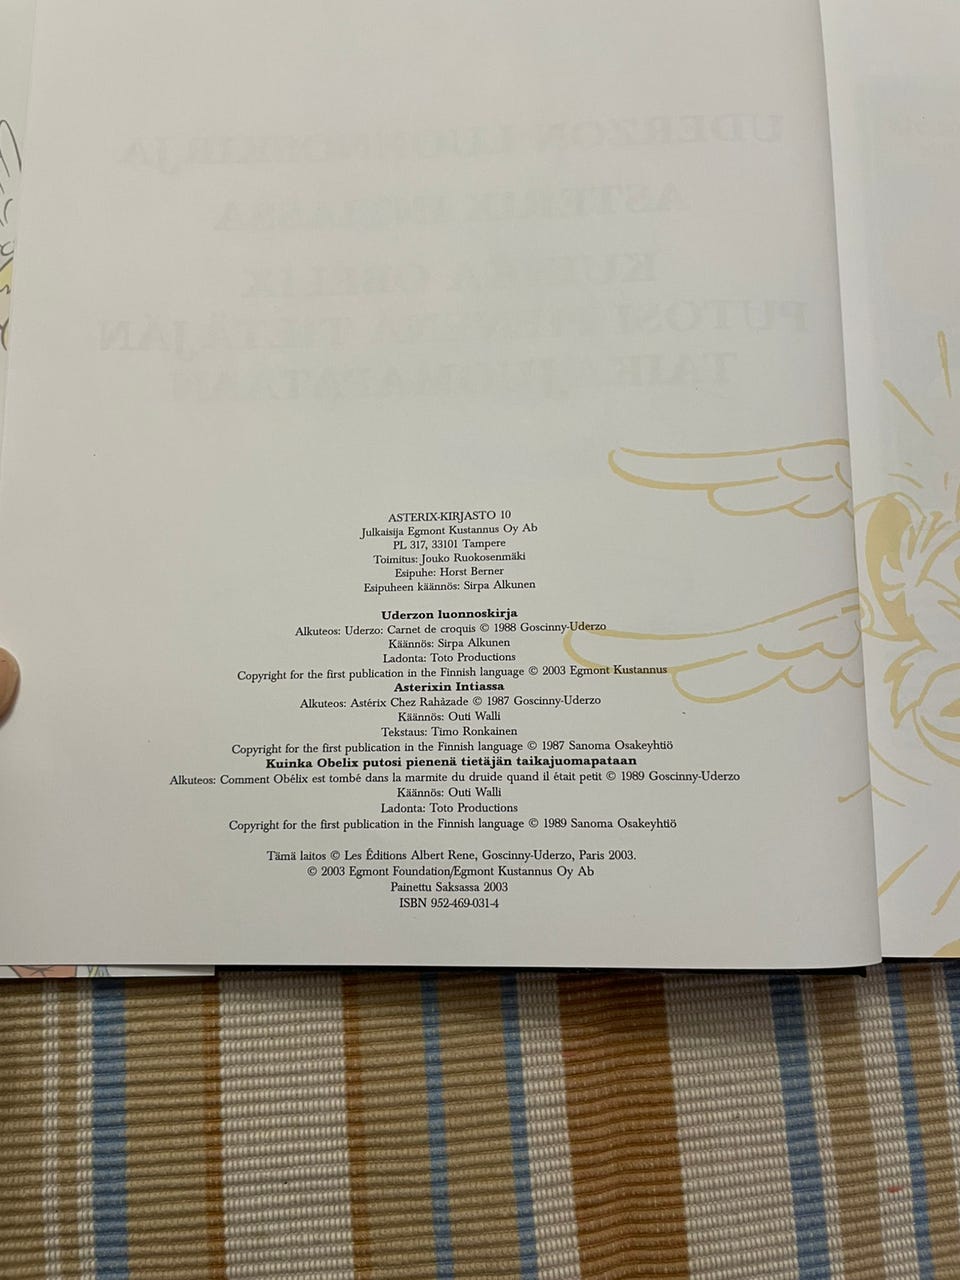 ASTERIX-KIRJASTO 10
Julkaisija Egmont Kustannus Oy Ab
PL 317, 33101 Tampere
Toimitus: Jouko Ruokosenmäki
Esipuhe: Horst Berner
Esipuheen käännös: Sirpa Alkunen
Uderzon luonnoskirja
Alkuteos: Uderzo: Carnet de croquis © 1988 Goscinny-Uderzo
Käännös: Sirpa Alkunen
Ladonta: Toto Productions
Copyright for the first publication in the Finnish language © 2003 Egmont Kustannus
Asterixin Intiassa
Alkuteos: Astérix Chez Rahàzade © 1987 Goscinny-Uderzo
Käännös: Outi Walli
Tekstaus: Timo Ronkainen
Copyright for the first publication in the Finnish language © 1987 Sanoma Osakeyhtiö
Kuinka Obelix putosi pienenä tietäjän taikajuomapataan
Alkuteos: Comment Obélix est tombé dans la marmite du druide quand il était petit © 1989 Goscinny-Uderzo
Käännös: Outi Walli
Ladonta: Toto Productions
Copyright for the first publication in the Finnish language © 1989 Sanoma Osakeyhtiö
Tämä laitos © Les Éditions Albert Rene, Goscinny-Uderzo, Paris 2003.
© 2003 Egmont Foundation/Egmont Kustannus Oy Ab
Painettu Saksassa 2003
ISBN 952-469-031-4